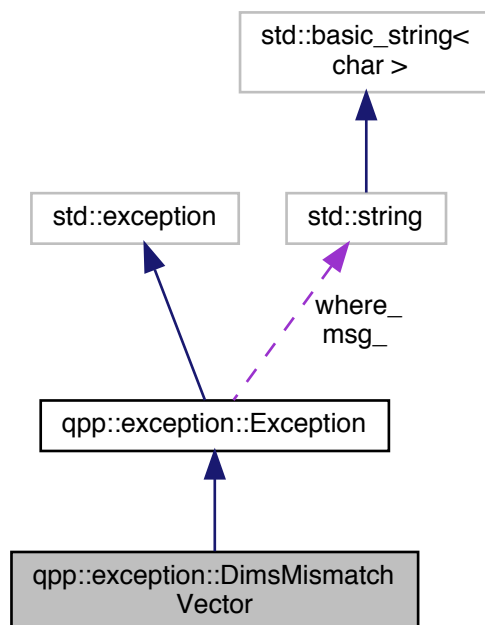 std::basic_string<
char >
std::exception
std::string
where_
msg_
qpp::exception::Exception
qpp::exception::DimsMismatch
Vector